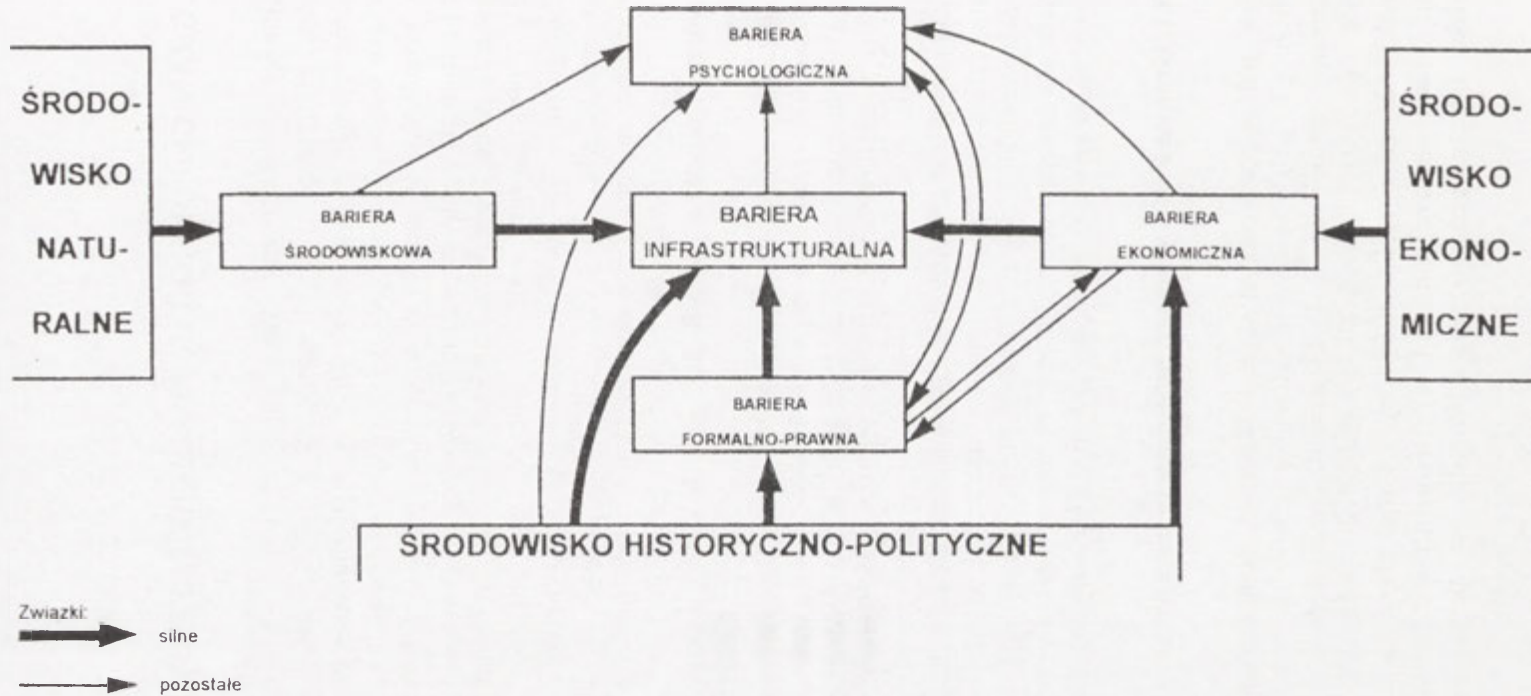 BARIERA
PSYCHOLOGICZNA
ŚRODO-
WISKO
NATU-
RALNE
BARIERA
ŚRODOWISKOWA
BARIERA
INFRASTRUKTURALNA
BARIERA
EKONOMICZNA
ŚRODO-
WISKO
EKONO-
MICZNE
BARIERA
FORMALNO-PRAWNA
ŚRODOWISKO HISTORYCZNO-POLITYCZNE
Zwiazki:
silne
pozostałe